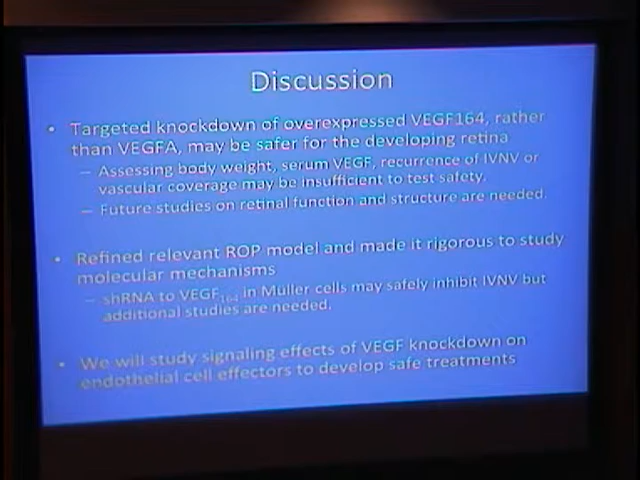 Discussion
• Targeted knockdown of overexpressed VEGF164, rather
than VEGFA, may be safer for the developing retina
– Assessing body weight, serum VEGF, recurrence of IVNV or
vascular coverage may be insufficient to test safety.
– Future studies on retinal function and structure are needed.
• Refined relevant ROP model and made it rigorous to study
molecular mechanisms
– shRNA to VEGF164 in Muller cells may safely inhibit IVNV but
additional studies are needed.
• We will study signaling effects of VEGF knockdown on
endothelial cell effectors to develop safe treatments